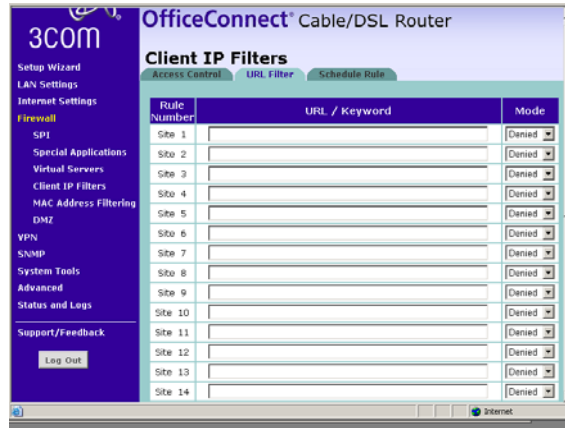 3COM
OfficeConnect® Cable/DSL Router
Client IP Filters
Access Control URL Filter Schedule Rule
Setup Wizard
LAN Settings
Internet Settings
Firewall
SPI
Special Applications
Virtual Servers
Client IP Filters
MAC Address Filtering
DMZ
VPN
SNMP
System Tools
Advanced
Status and Logs
Support/Feedback
Log Out
Rule Number URL / Keyword Mode
Site 1 Denied
Site 2 Denied
Site 3 Denied
Site 4 Denied
Site 5 Denied
Site 6 Denied
Site 7 Denied
Site 8 Denied
Site 9 Denied
Site 10 Denied
Site 11 Denied
Site 12 Denied
Site 13 Denied
Site 14 Denied
Internet